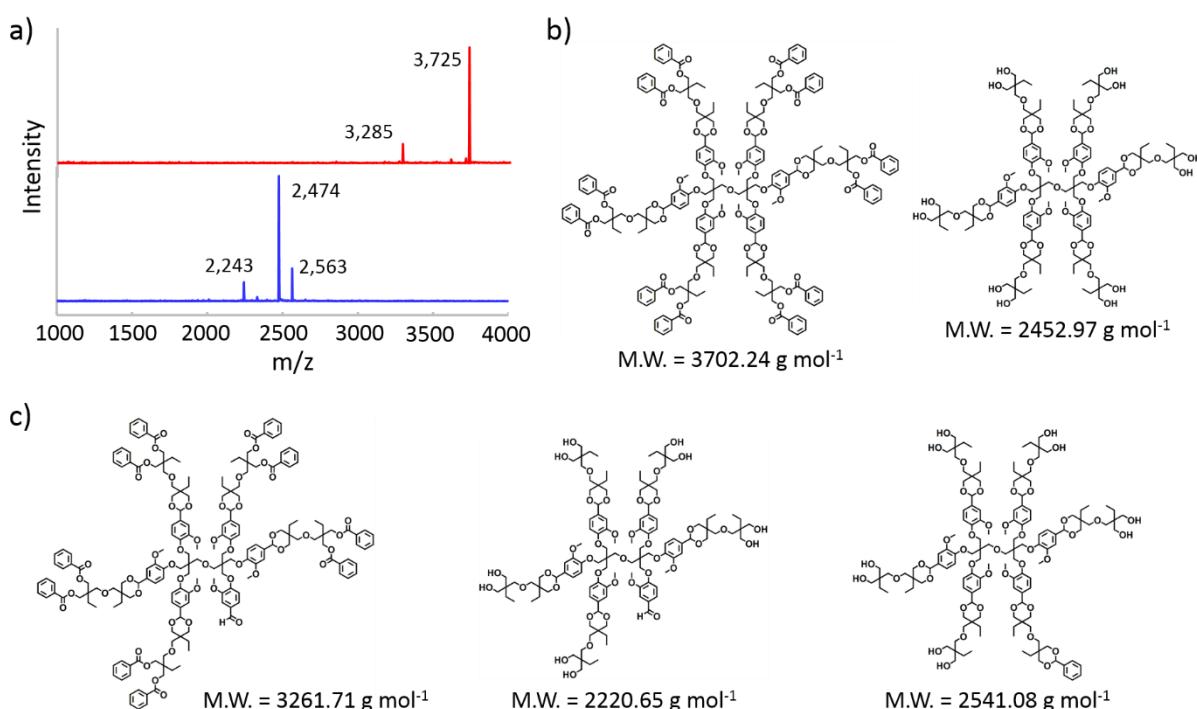 a)
3,725
3,285
2,474
2,243
2,563
Intensity
1000 1500 2000 2500 3000 3500 4000
m/z
b)
M.W. = 3702.24 g mol⁻¹
M.W. = 2452.97 g mol⁻¹
c)
M.W. = 3261.71 g mol⁻¹
M.W. = 2220.65 g mol⁻¹
M.W. = 2541.08 g mol⁻¹